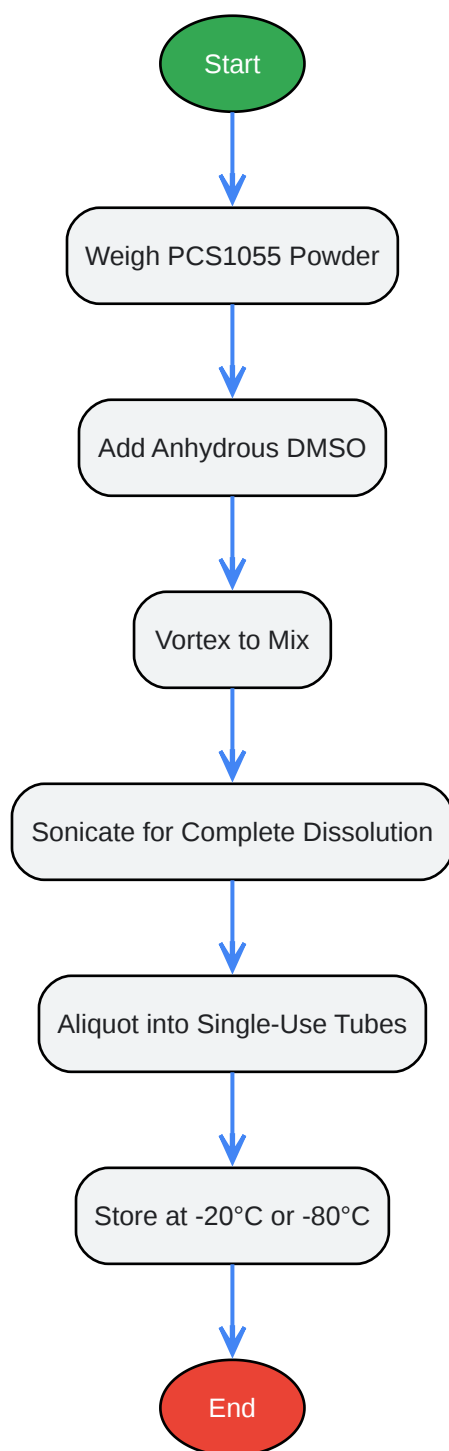 Start
Weigh PCS1055 Powder
Add Anhydrous DMSO
Vortex to Mix
Sonicate for Complete Dissolution
Aliquot into Single-Use Tubes
Store at -20°C or -80°C
End